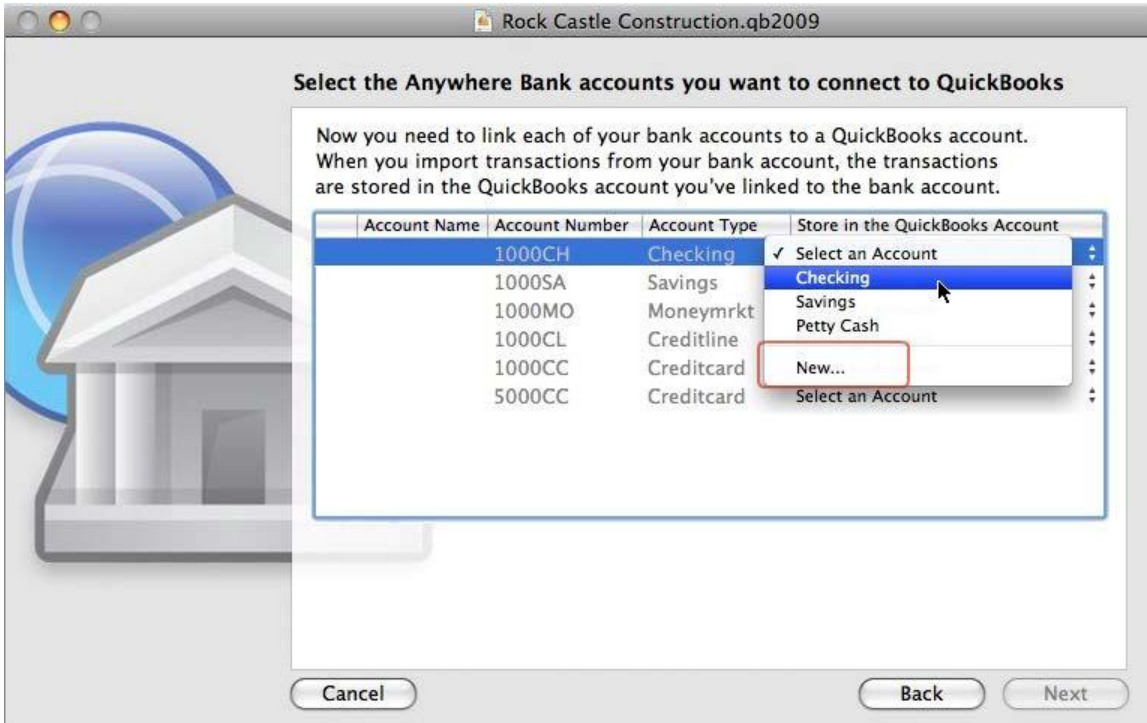 Rock Castle Construction.qb2009
Select the Anywhere Bank accounts you want to connect to QuickBooks
Now you need to link each of your bank accounts to a QuickBooks account.
When you import transactions from your bank account, the transactions
are stored in the QuickBooks account you've linked to the bank account.
Account Name Account Number Account Type Store in the QuickBooks Account
1000CH Checking ✓ Select an Account
Checking
1000SA Savings
Savings
1000MO Moneymrkt
Petty Cash
1000CL Creditline
1000CC Creditcard New...
5000CC Creditcard Select an Account
Cancel Back Next